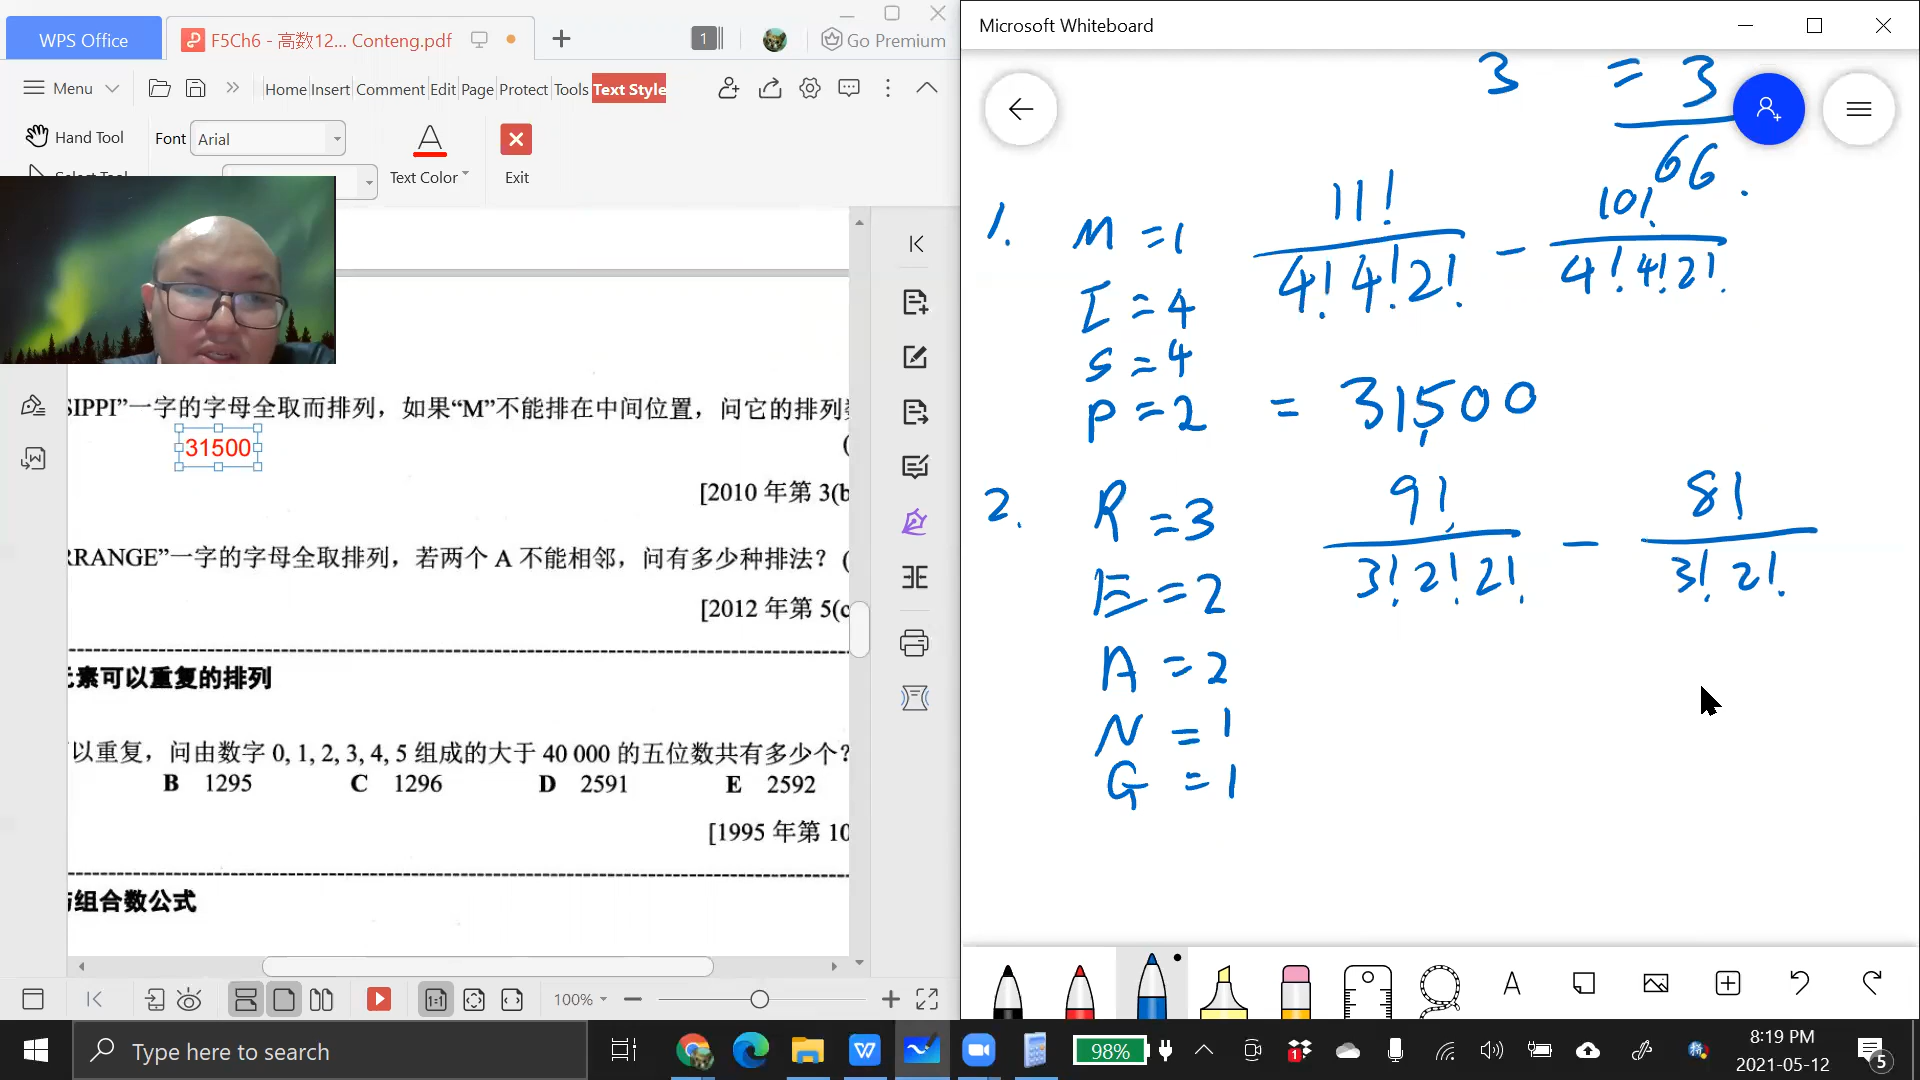 WPS Office
F5Ch6 - 高数12... Conteng.pdf
1
Go Premium
Menu
Home Insert Comment Edit Page Protect Tools Text Style
Hand Tool
Font Arial
Text Color
Exit
SIPPI”一字的字母全取而排列，如果“M”不能排在中间位置，问它的排列
31500
(
[2010 年第 3(b
RRANGE”一字的字母全取排列，若两个 A 不能相邻，问有多少种排法？(
[2012 年第 5(c
素可以重复的排列
以重复，问由数字 0, 1, 2, 3, 4, 5 组成的大于 40 000 的五位数共有多少个?
B 1295 C 1296 D 2591 E 2592
[1995 年第 10
组合数公式
1:1
100%
Microsoft Whiteboard
3 = 3
66
1. M = 1 11! / 4! 4! 2! - 10! / 4! 4! 2!
I = 4
S = 4
P = 2 = 31,500
2. R = 3 9! / 3! 2! 2! - 8! / 3! 2!
E = 2
A = 2
N = 1
G = 1
Type here to search
98%
1
8:19 PM
2021-05-12
5